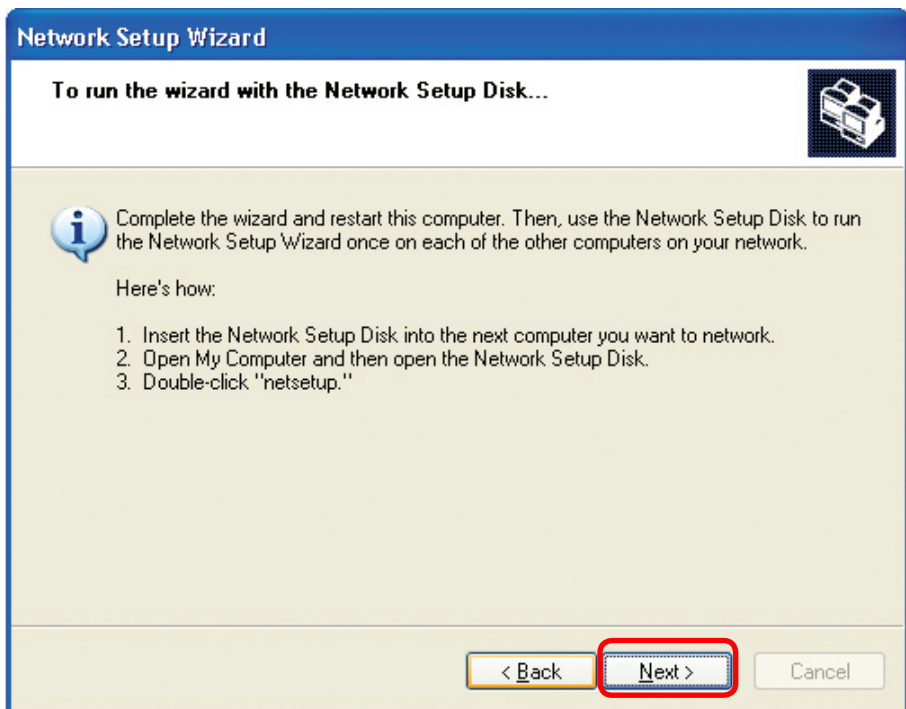 Network Setup Wizard
To run the wizard with the Network Setup Disk...
Complete the wizard and restart this computer. Then, use the Network Setup Disk to run
the Network Setup Wizard once on each of the other computers on your network.
Here's how:
1. Insert the Network Setup Disk into the next computer you want to network.
2. Open My Computer and then open the Network Setup Disk.
3. Double-click "netsetup."
< Back
Next >
Cancel